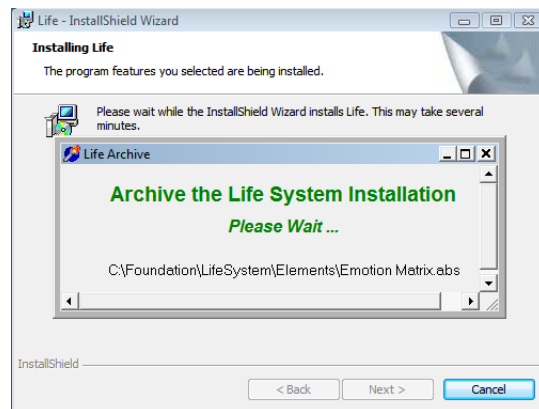 Life - InstallShield Wizard
Installing Life
The program features you selected are being installed.
Please wait while the InstallShield Wizard installs Life. This may take several
minutes.
Life Archive
Archive the Life System Installation
Please Wait ...
C:\Foundation\LifeSystem\Elements\Emotion Matrix.abs
InstallShield
< Back
Next >
Cancel